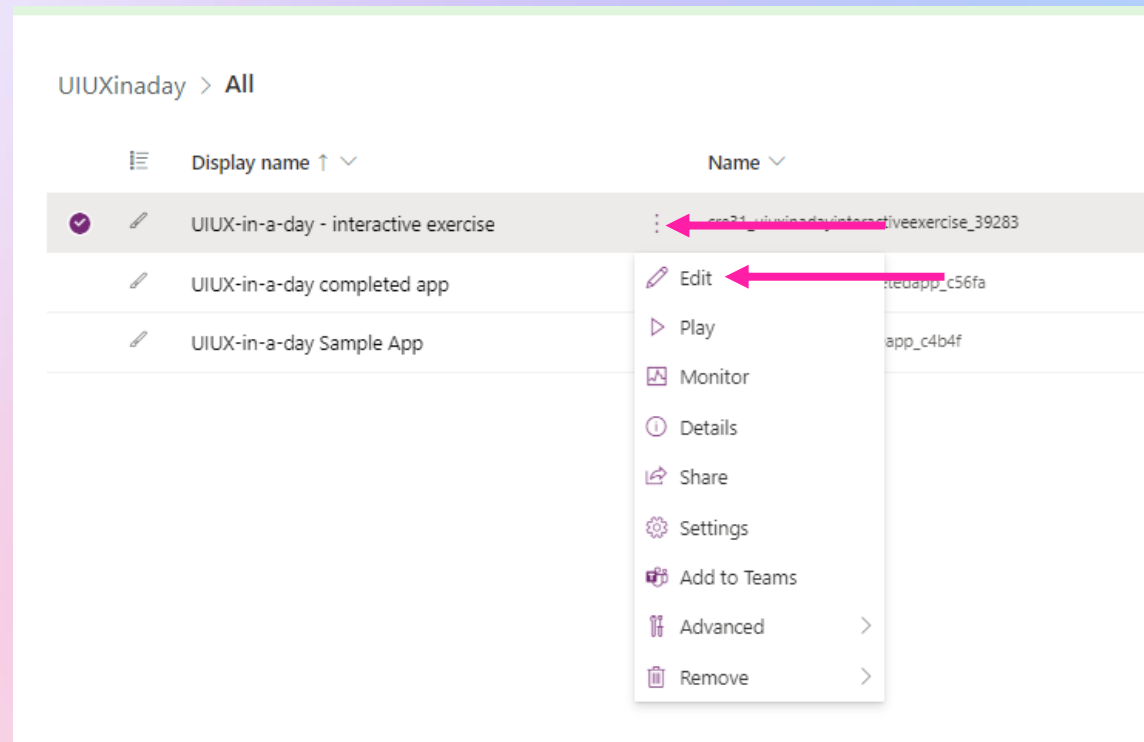 UIUXinaday > All
Display name ↑ Name
UIUX-in-a-day - interactive exercise
UIUX-in-a-day completed app
UIUX-in-a-day Sample App
Edit
Play
Monitor
Details
Share
Settings
Add to Teams
Advanced
Remove